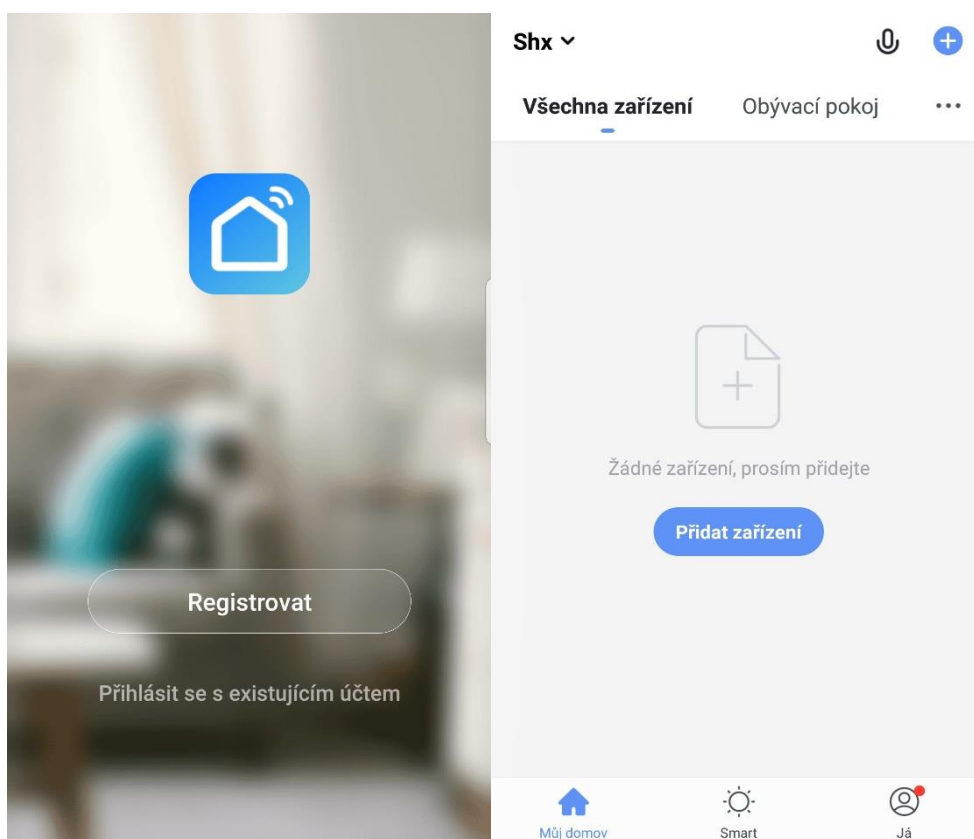 Registrovat
Přihlásit se s existujícím účtem
Shx
Všechna zařízení
Obývací pokoj
Žádné zařízení, prosím přidejte
Přidat zařízení
Můj domov
Smart
Já